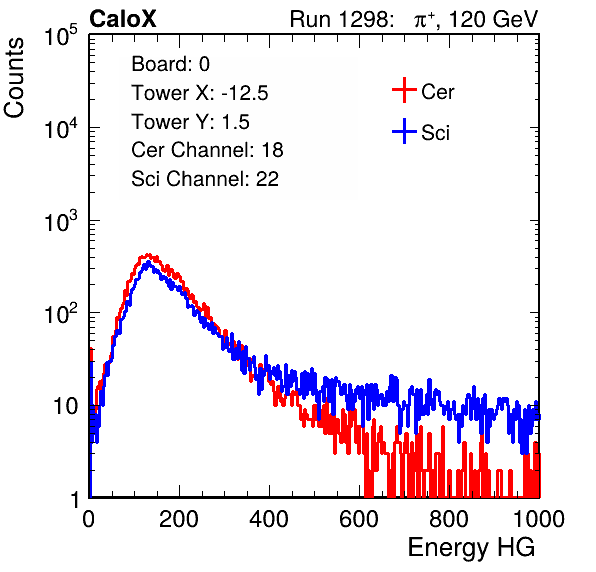 CaloX Run 1298: π⁺, 120 GeV
Counts
10⁵
10⁴
10³
10²
10
1
Board: 0
Tower X: -12.5
Tower Y: 1.5
Cer Channel: 18
Sci Channel: 22
Cer
Sci
0 200 400 600 800 1000
Energy HG